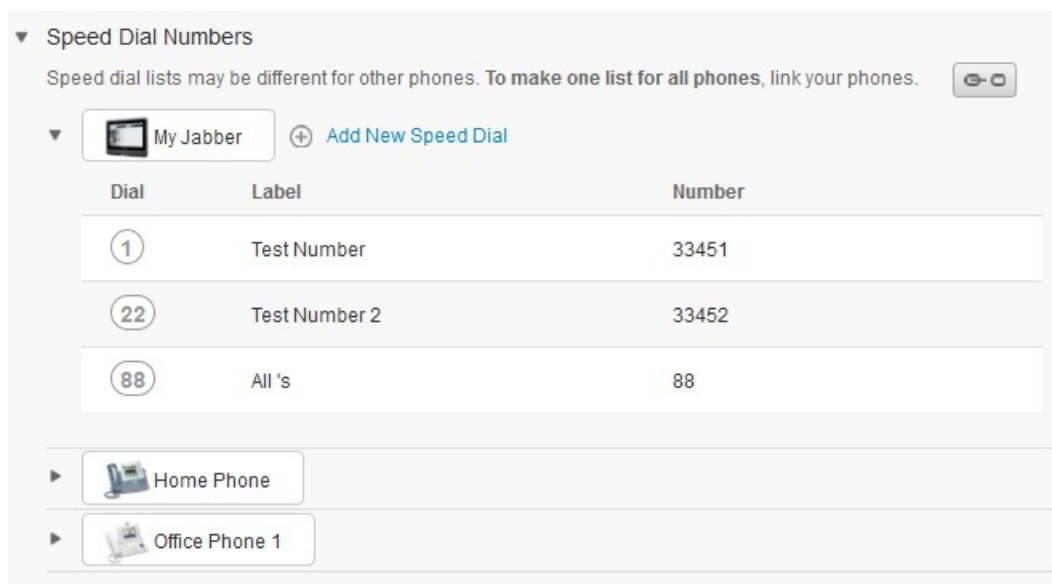 Speed Dial Numbers
Speed dial lists may be different for other phones. To make one list for all phones, link your phones.
My Jabber Add New Speed Dial
Dial Label Number
1 Test Number 33451
22 Test Number 2 33452
88 All 's 88
Home Phone
Office Phone 1